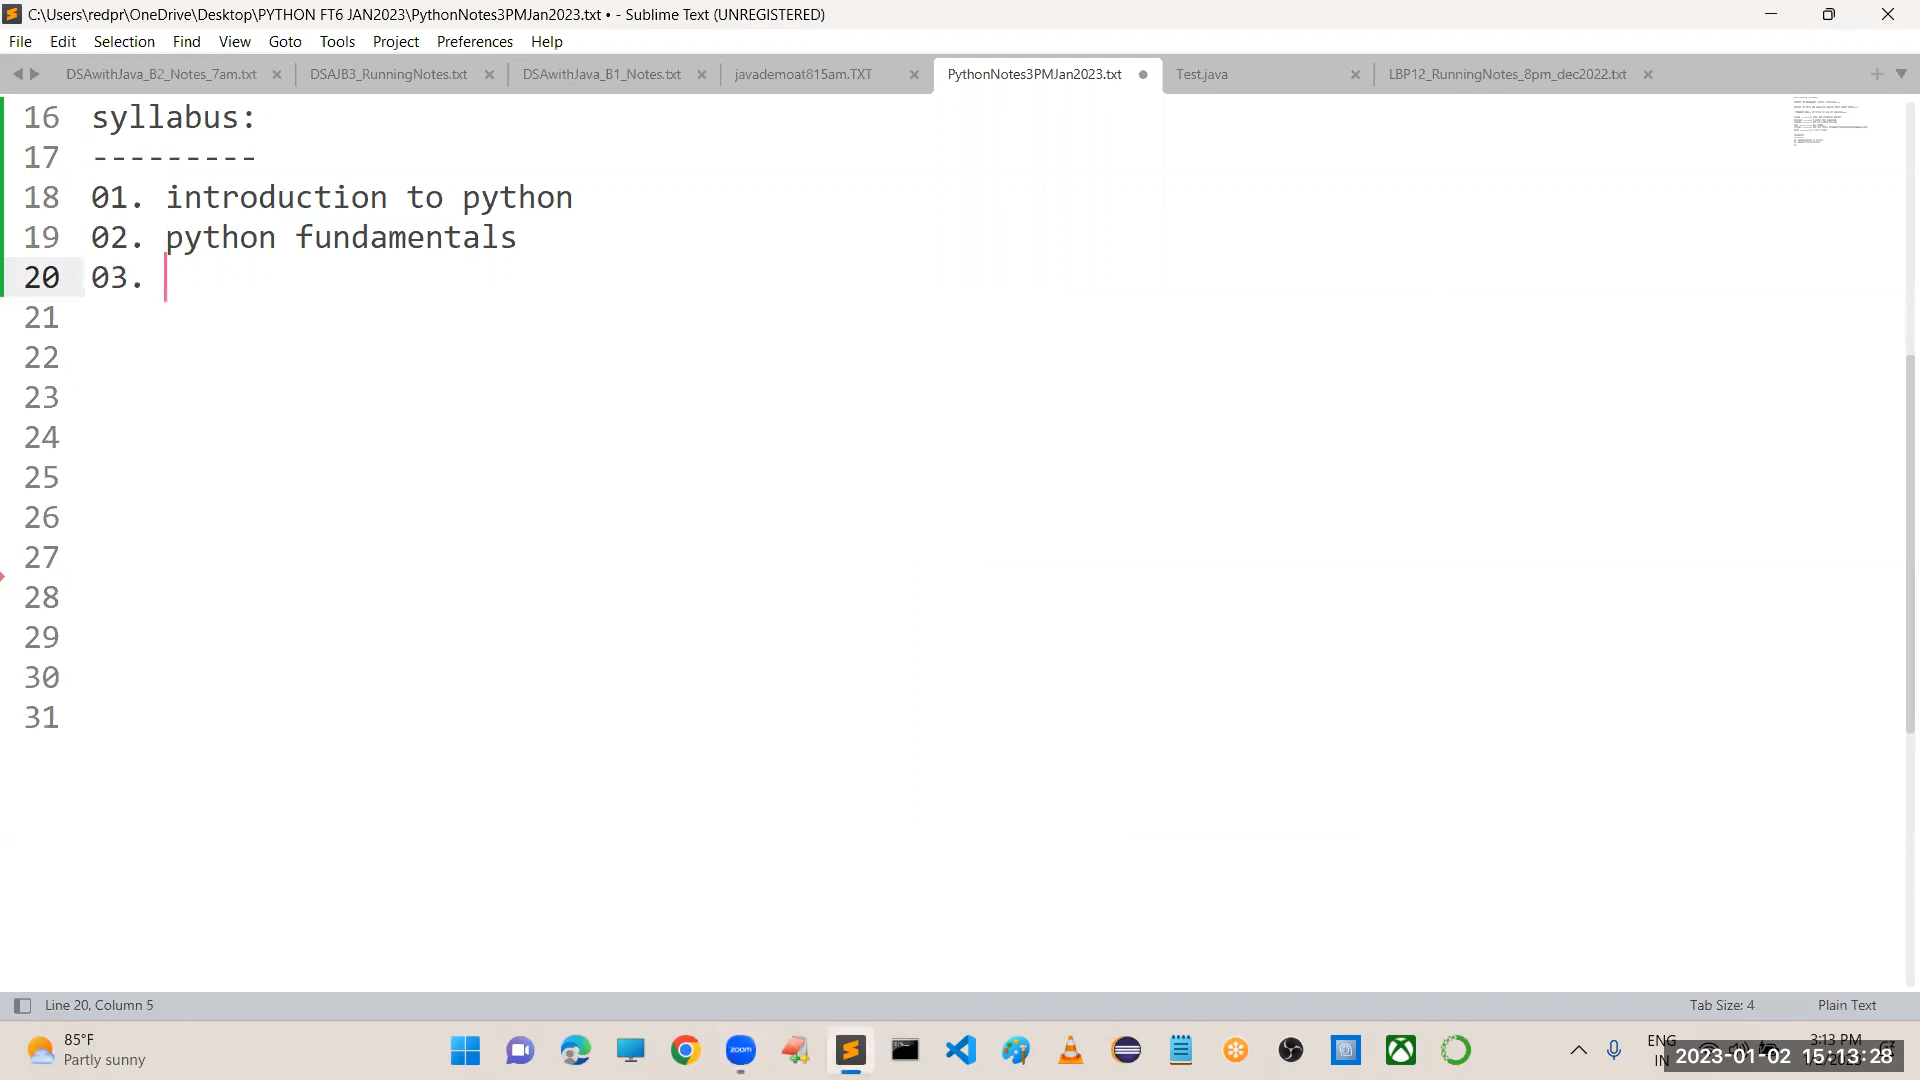 C:\Users\redpr\OneDrive\Desktop\PYTHON FT6 JAN2023\PythonNotes3PMJan2023.txt • - Sublime Text (UNREGISTERED)
File Edit Selection Find View Goto Tools Project Preferences Help
DSAwithJava_B2_Notes_7am.txt DSAJB3_RunningNotes.txt DSAwithJava_B1_Notes.txt javademoat815am.TXT PythonNotes3PMJan2023.txt Test.java LBP12_RunningNotes_8pm_dec2022.txt
16 syllabus:
17 ---------
18 01. introduction to python
19 02. python fundamentals
20 03.
21
22
23
24
25
26
27
28
29
30
31
Line 20, Column 5 Tab Size: 4 Plain Text
85°F
Partly sunny
zoom
ENG
IN
3:13 PM
2023-01-02 15:13:28